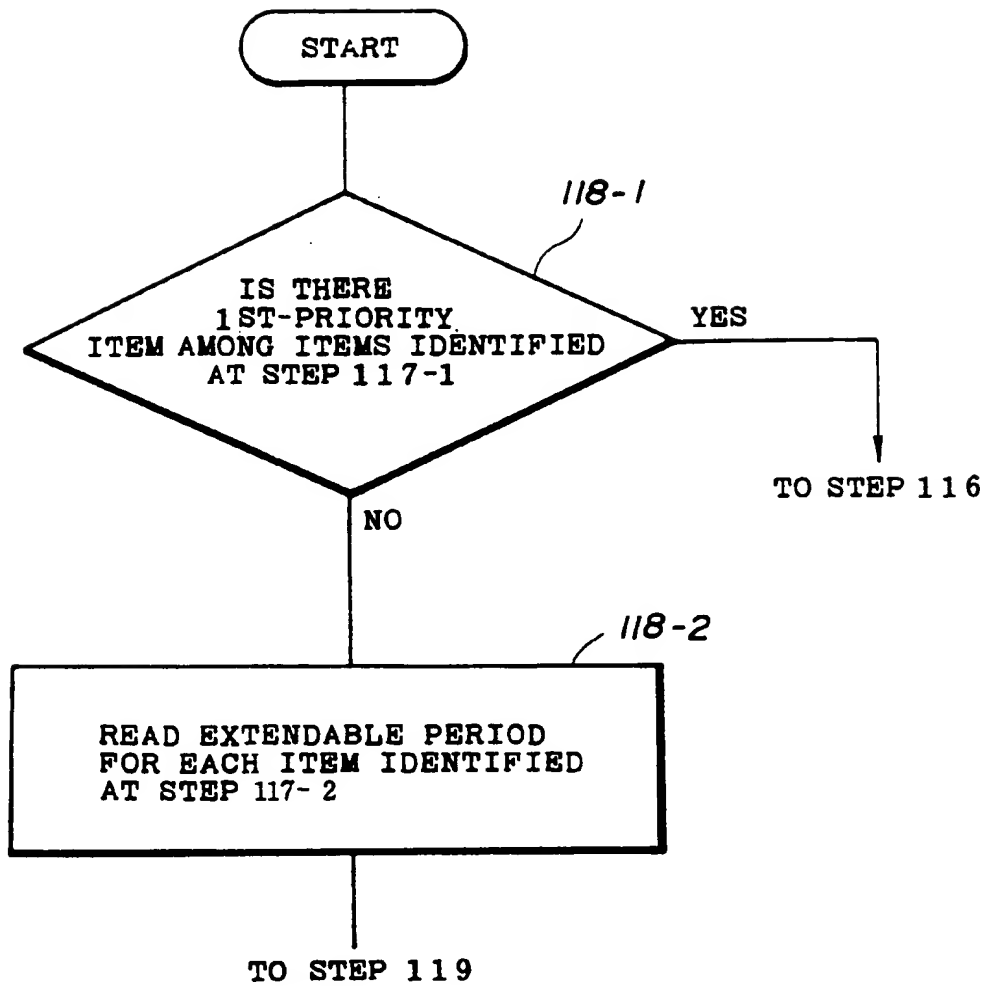 START
118-1
IS THERE
1ST-PRIORITY
ITEM AMONG ITEMS IDENTIFIED
AT STEP 117-1
YES
TO STEP 116
NO
118-2
READ EXTENDABLE PERIOD
FOR EACH ITEM IDENTIFIED
AT STEP 117-2
TO STEP 119